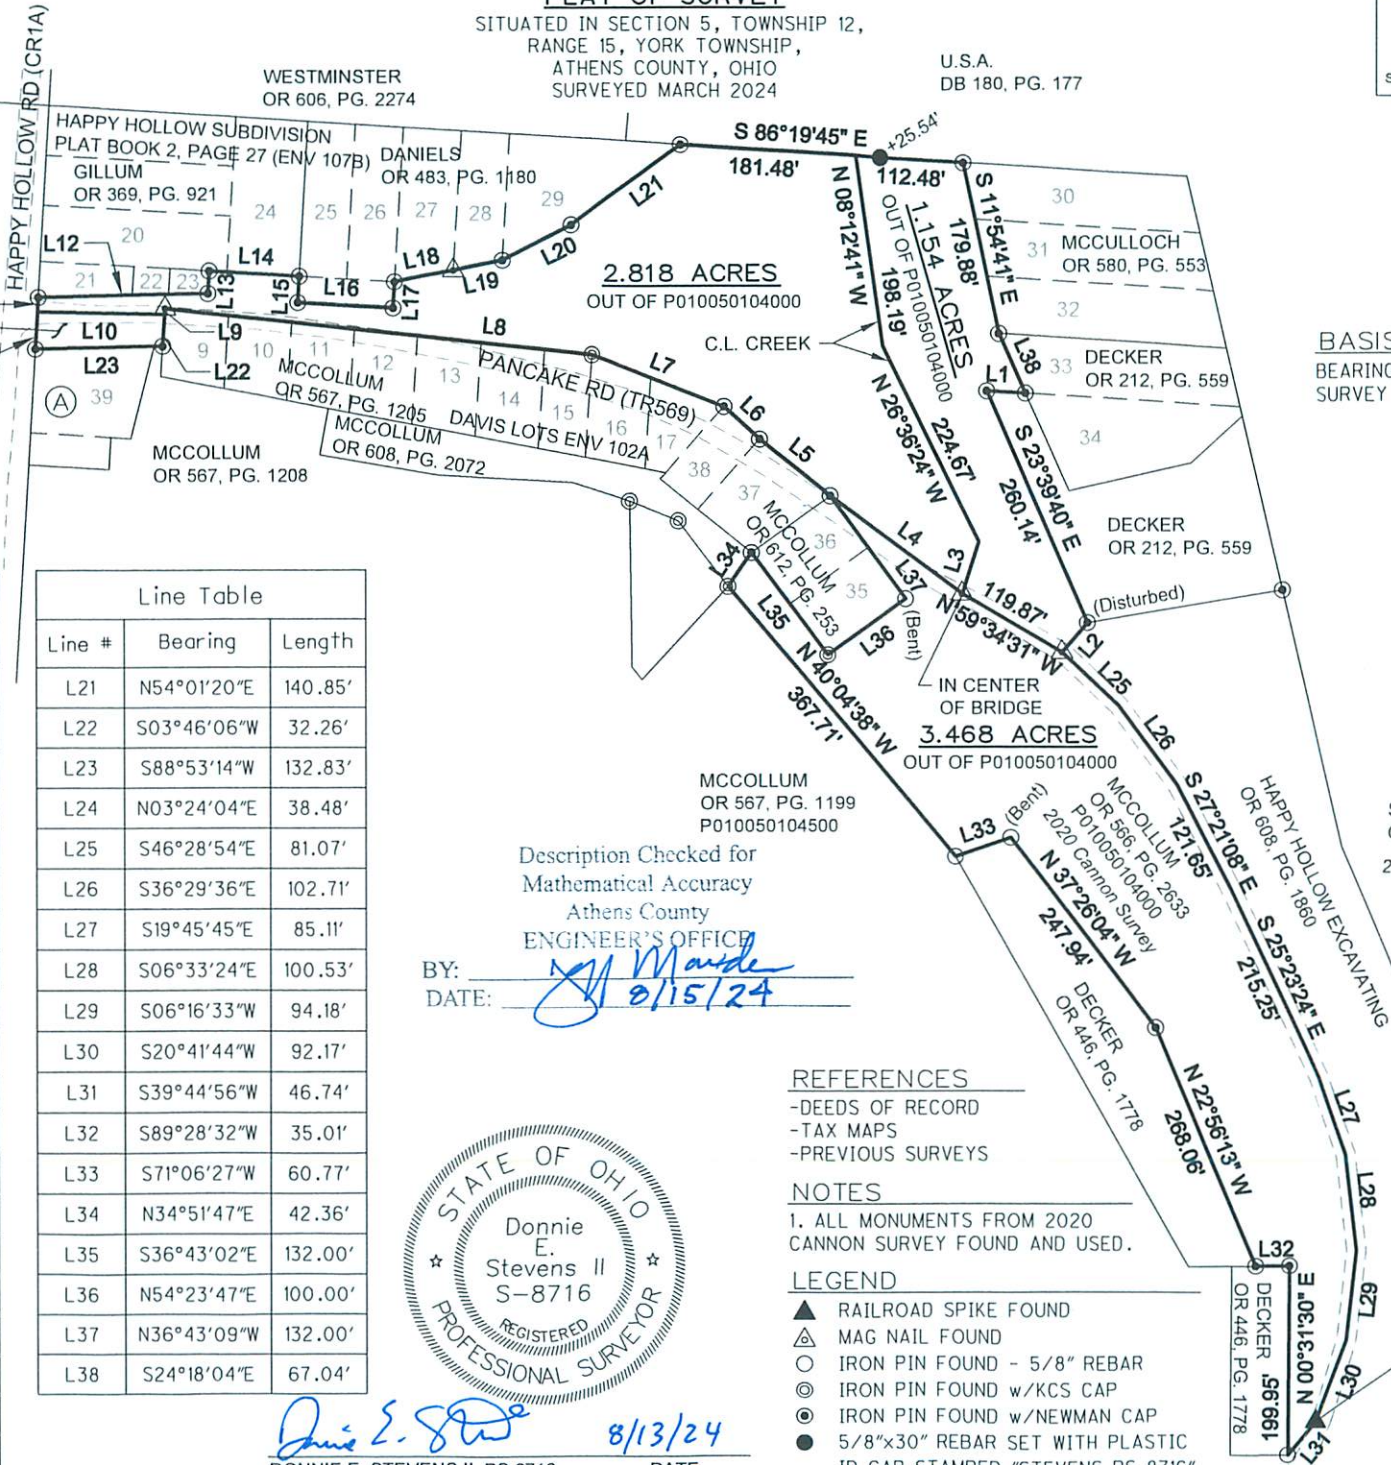 PLAT OF SURVEY
SITUATED IN SECTION 5, TOWNSHIP 12,
RANGE 15, YORK TOWNSHIP,
ATHENS COUNTY, OHIO
SURVEYED MARCH 2024
HAPPY HOLLOW RD (CR1A)
WESTMINSTER
OR 606, PG. 2274
U.S.A.
DB 180, PG. 177
HAPPY HOLLOW SUBDIVISION
PLAT BOOK 2, PAGE 27 (ENV 107B)
GILLUM
OR 369, PG. 921
DANIELS
OR 483, PG. 1180
20
21
22
23
24
25
26
27
28
29
L12
L13
L14
L15
L16
L17
L18
L19
L20
L21
S 86°19'45" E
181.48'
+25.54'
112.48'
N 08°12'41" W
198.19'
OUT OF P010050104000
1.154 ACRES
S 11°54'41" E
179.88'
30
31
MCCULLOCH
OR 580, PG. 553
32
33
DECKER
OR 212, PG. 559
34
L38
L1
2.818 ACRES
OUT OF P010050104000
C.L. CREEK
N 26°36'24" W
224.67'
S 23°39'40" E
260.14'
DECKER
OR 212, PG. 559
(Disturbed)
BASIS
BEARING
SURVEY
L10
L23
L9
L22
L8
L7
L6
L5
L4
L3
PANCAKE RD (TR569)
A
39
9
10
11
12
13
14
15
16
17
38
37
36
35
MCCOLLUM
OR 567, PG. 1205
DAVIS LOTS ENV 102A
MCCOLLUM
OR 608, PG. 2072
MCCOLLUM
OR 567, PG. 1208
MCCOLLUM
OR 612, PG. 253
L34
L35
L36
L37
(Bent)
119.87'
N 59°34'31" W
L2
IN CENTER
OF BRIDGE
N 40°04'38" W
367.71'
3.468 ACRES
OUT OF P010050104000
L25
L26
S 27°21'08" E
121.65'
S 25°23'24" E
215.25'
HAPPY HOLLOW EXCAVATING
OR 608, PG. 1860
MCCOLLUM
OR 566, PG. 2633
P010050104000
2020 Cannon Survey
MCCOLLUM
OR 567, PG. 1199
P010050104500
L33
(Bent)
N 37°26'04" W
247.94'
DECKER
OR 446, PG. 1778
N 22°56'13" W
268.06'
L27
L28
L29
L30
L31
L32
DECKER
OR 446, PG. 1778
N 00°31'30" E
199.95'
Line Table
Line # Bearing Length
L21 N54°01'20"E 140.85'
L22 S03°46'06"W 32.26'
L23 S88°53'14"W 132.83'
L24 N03°24'04"E 38.48'
L25 S46°28'54"E 81.07'
L26 S36°29'36"E 102.71'
L27 S19°45'45"E 85.11'
L28 S06°33'24"E 100.53'
L29 S06°16'33"W 94.18'
L30 S20°41'44"W 92.17'
L31 S39°44'56"W 46.74'
L32 S89°28'32"W 35.01'
L33 S71°06'27"W 60.77'
L34 N34°51'47"E 42.36'
L35 S36°43'02"E 132.00'
L36 N54°23'47"E 100.00'
L37 N36°43'09"W 132.00'
L38 S24°18'04"E 67.04'
Description Checked for
Mathematical Accuracy
Athens County
ENGINEER'S OFFICE
BY:
DATE: 8/15/24
STATE OF OHIO
Donnie
E.
Stevens II
S-8716
REGISTERED
PROFESSIONAL SURVEYOR
8/13/24
DONNIE E. STEVENS II, PS 8716 DATE
REFERENCES
-DEEDS OF RECORD
-TAX MAPS
-PREVIOUS SURVEYS
NOTES
1. ALL MONUMENTS FROM 2020
CANNON SURVEY FOUND AND USED.
LEGEND
RAILROAD SPIKE FOUND
MAG NAIL FOUND
IRON PIN FOUND - 5/8" REBAR
IRON PIN FOUND w/KCS CAP
IRON PIN FOUND w/NEWMAN CAP
5/8"x30" REBAR SET WITH PLASTIC
ID CAP STAMPED "STEVENS PS 8716"